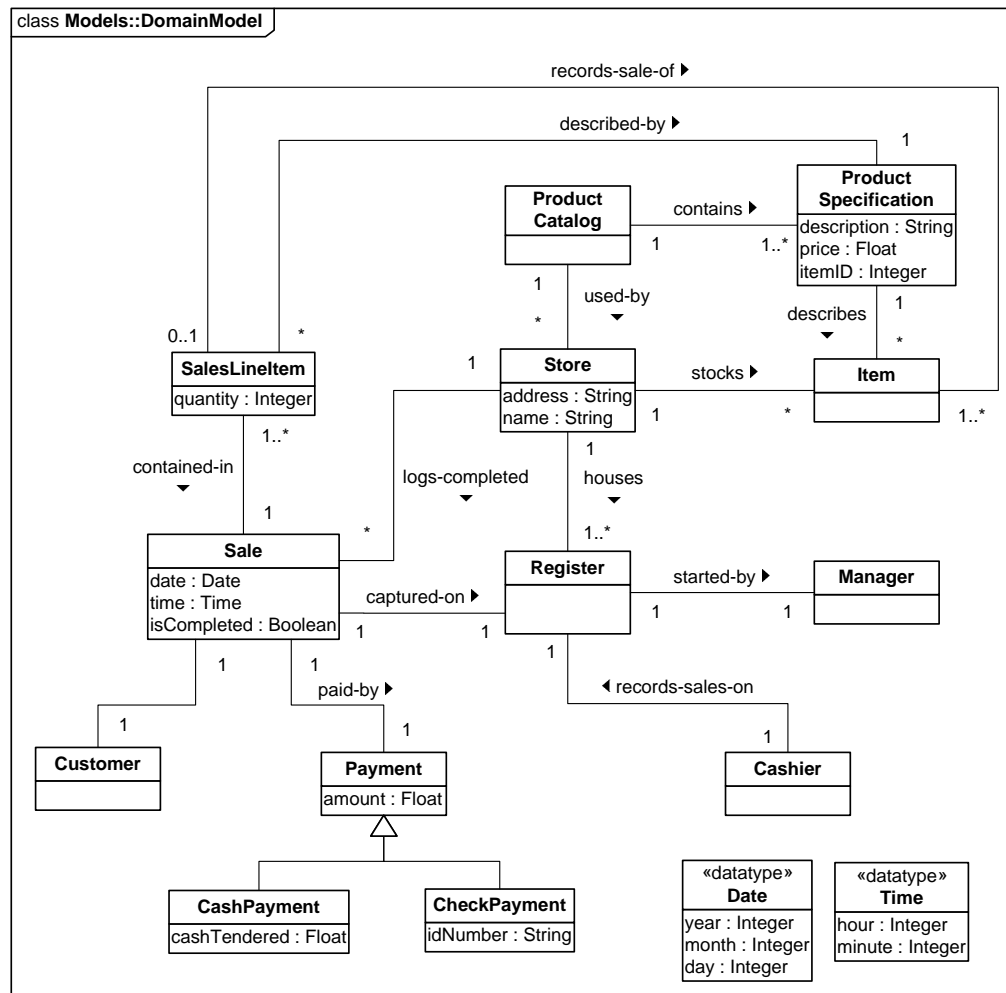 class Models::DomainModel
records-sale-of
described-by
1
Product
Specification
description : String
price : Float
itemID : Integer
Product
Catalog
contains
1
1..*
1
used-by
*
1
describes
*
0..1
*
SalesLineItem
quantity : Integer
1
Store
address : String
name : String
stocks
1
*
Item
1..*
1..*
contained-in
1
logs-completed
*
1
houses
1..*
Sale
date : Date
time : Time
isCompleted : Boolean
captured-on
1
1
Register
started-by
1
1
Manager
1
1
paid-by
1
records-sales-on
1
1
1
Customer
Payment
amount : Float
Cashier
CashPayment
cashTendered : Float
CheckPayment
idNumber : String
«datatype»
Date
year : Integer
month : Integer
day : Integer
«datatype»
Time
hour : Integer
minute : Integer